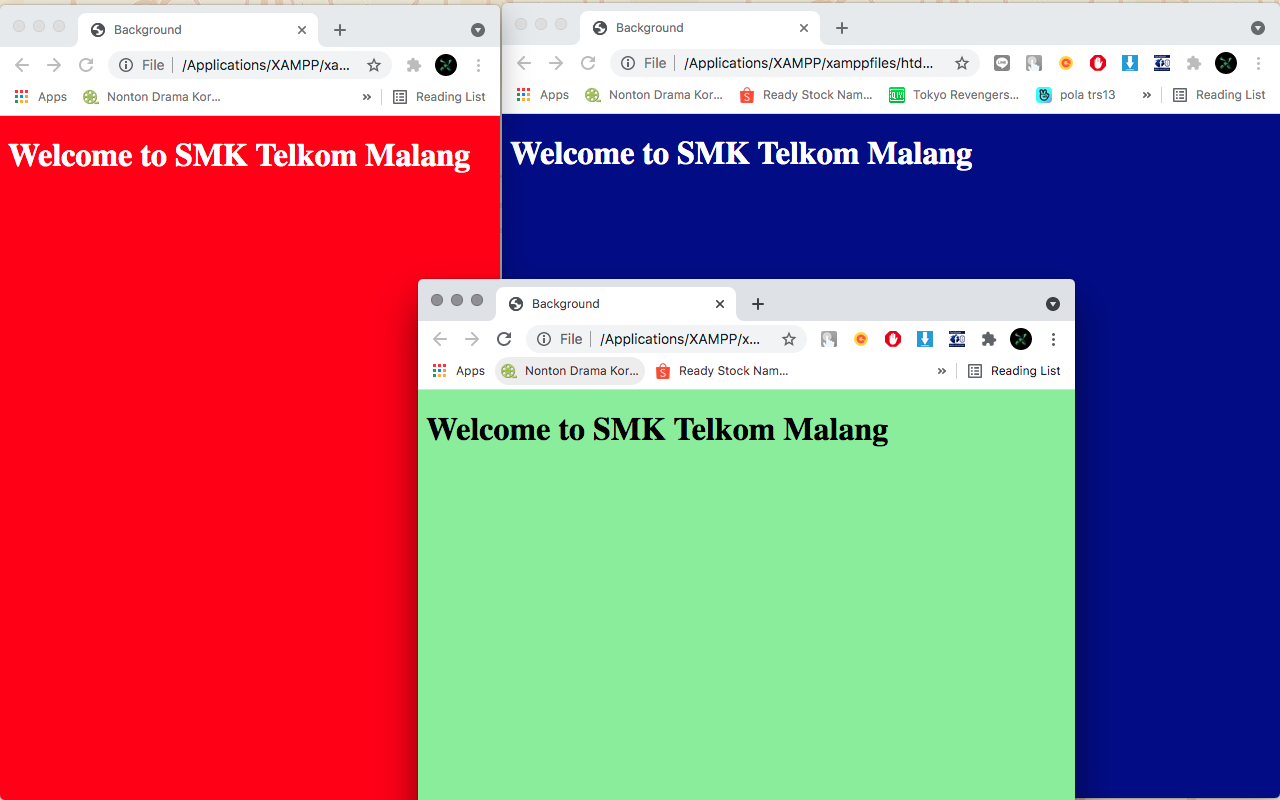 Background
File | /Applications/XAMPP/xa...
Apps Nonton Drama Kor... » Reading List
Welcome to SMK Telkom Malang
Background
File | /Applications/XAMPP/xamppfiles/htd...
Apps Nonton Drama Kor... Ready Stock Nam... Tokyo Revengers... pola trs13 » Reading List
Welcome to SMK Telkom Malang
Background
File | /Applications/XAMPP/x...
Apps Nonton Drama Kor... Ready Stock Nam... » Reading List
Welcome to SMK Telkom Malang